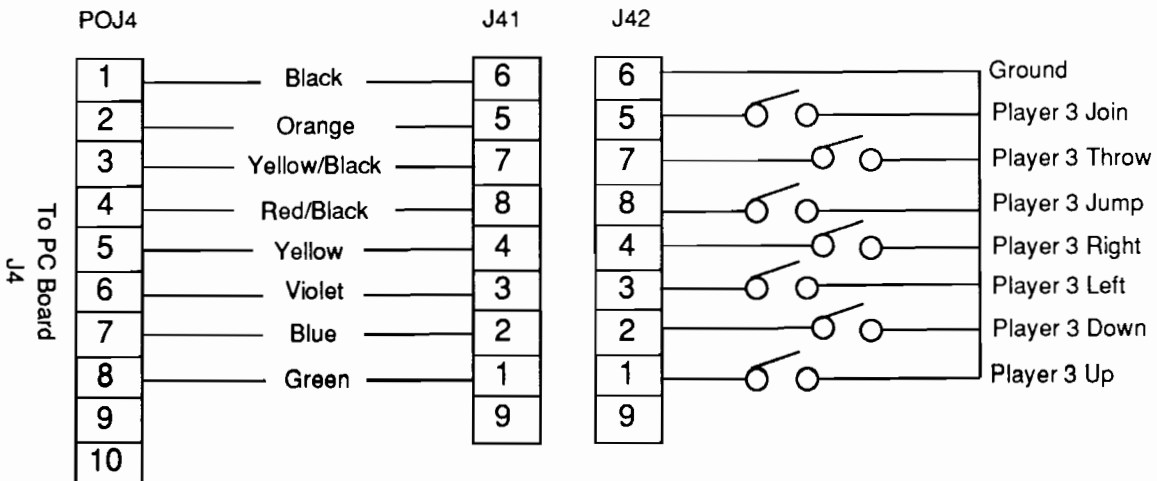 POJ4 J41 J42
1 Black 6 6 Ground
2 Orange 5 5 Player 3 Join
3 Yellow/Black 7 7 Player 3 Throw
4 Red/Black 8 8 Player 3 Jump
5 Yellow 4 4 Player 3 Right
6 Violet 3 3 Player 3 Left
7 Blue 2 2 Player 3 Down
8 Green 1 1 Player 3 Up
9 9 9
10
To PC Board
J4